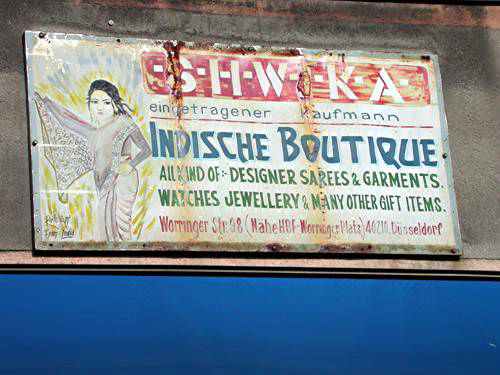 eingetragener kaufmann
INDISCHE BOUTIQUE
ALL KIND OF:- DESIGNER SAREES & GARMENTS.
WATCHES JEWELLERY & MANY OTHER GIFT ITEMS.
Worringer Str. 98 (Nähe HBF-Worringer Platz) 40210. Düsseldorf